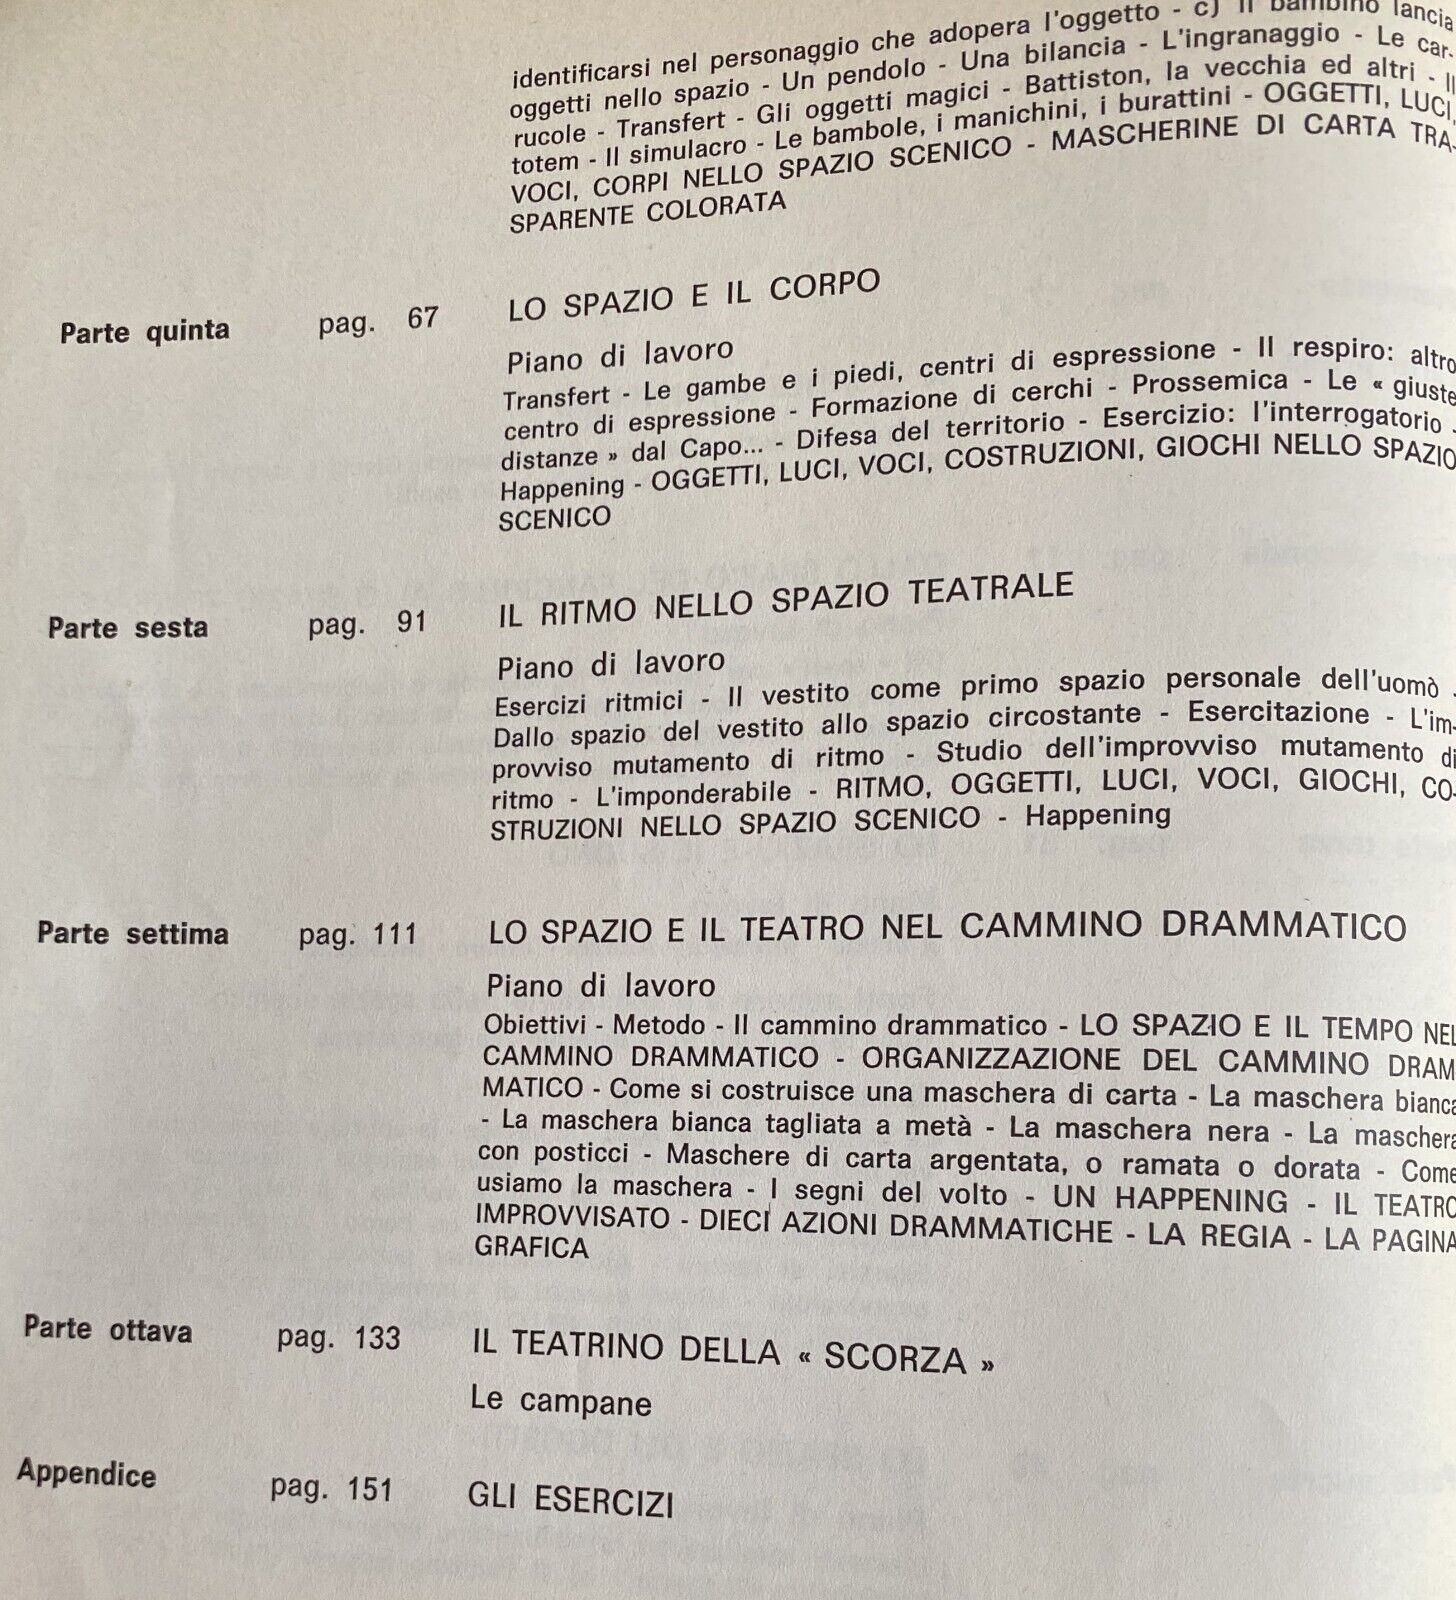 identificarsi nel personaggio che adopera l'oggetto - c) Il bambino lancia
oggetti nello spazio - Un pendolo - Una bilancia - L'ingranaggio - Le car-
rucole - Transfert - Gli oggetti magici - Battiston, la vecchia ed altri - Il
totem - Il simulacro - Le bambole, i manichini, i burattini - OGGETTI, LUCI,
VOCI, CORPI NELLO SPAZIO SCENICO - MASCHERINE DI CARTA TRA-
SPARENTE COLORATA
Parte quinta pag. 67 LO SPAZIO E IL CORPO
Piano di lavoro
Transfert - Le gambe e i piedi, centri di espressione - Il respiro: altro
centro di espressione - Formazione di cerchi - Prossemica - Le « giuste
distanze » dal Capo... - Difesa del territorio - Esercizio: l'interrogatorio -
Happening - OGGETTI, LUCI, VOCI, COSTRUZIONI, GIOCHI NELLO SPAZIO
SCENICO
Parte sesta pag. 91 IL RITMO NELLO SPAZIO TEATRALE
Piano di lavoro
Esercizi ritmici - Il vestito come primo spazio personale dell'uomò -
Dallo spazio del vestito allo spazio circostante - Esercitazione - L'im-
provviso mutamento di ritmo - Studio dell'improvviso mutamento di
ritmo - L'imponderabile - RITMO, OGGETTI, LUCI, VOCI, GIOCHI, CO-
STRUZIONI NELLO SPAZIO SCENICO - Happening
Parte settima pag. 111 LO SPAZIO E IL TEATRO NEL CAMMINO DRAMMATICO
Piano di lavoro
Obiettivi - Metodo - Il cammino drammatico - LO SPAZIO E IL TEMPO NEL
CAMMINO DRAMMATICO - ORGANIZZAZIONE DEL CAMMINO DRAM
MATICO - Come si costruisce una maschera di carta - La maschera bianca
- La maschera bianca tagliata a metà - La maschera nera - La maschera
con posticci - Maschere di carta argentata, o ramata o dorata - Come
usiamo la maschera - I segni del volto - UN HAPPENING - IL TEATRO
IMPROVVISATO - DIECI AZIONI DRAMMATICHE - LA REGIA - LA PAGINA
GRAFICA
Parte ottava pag. 133 IL TEATRINO DELLA « SCORZA »
Le campane
Appendice pag. 151 GLI ESERCIZI